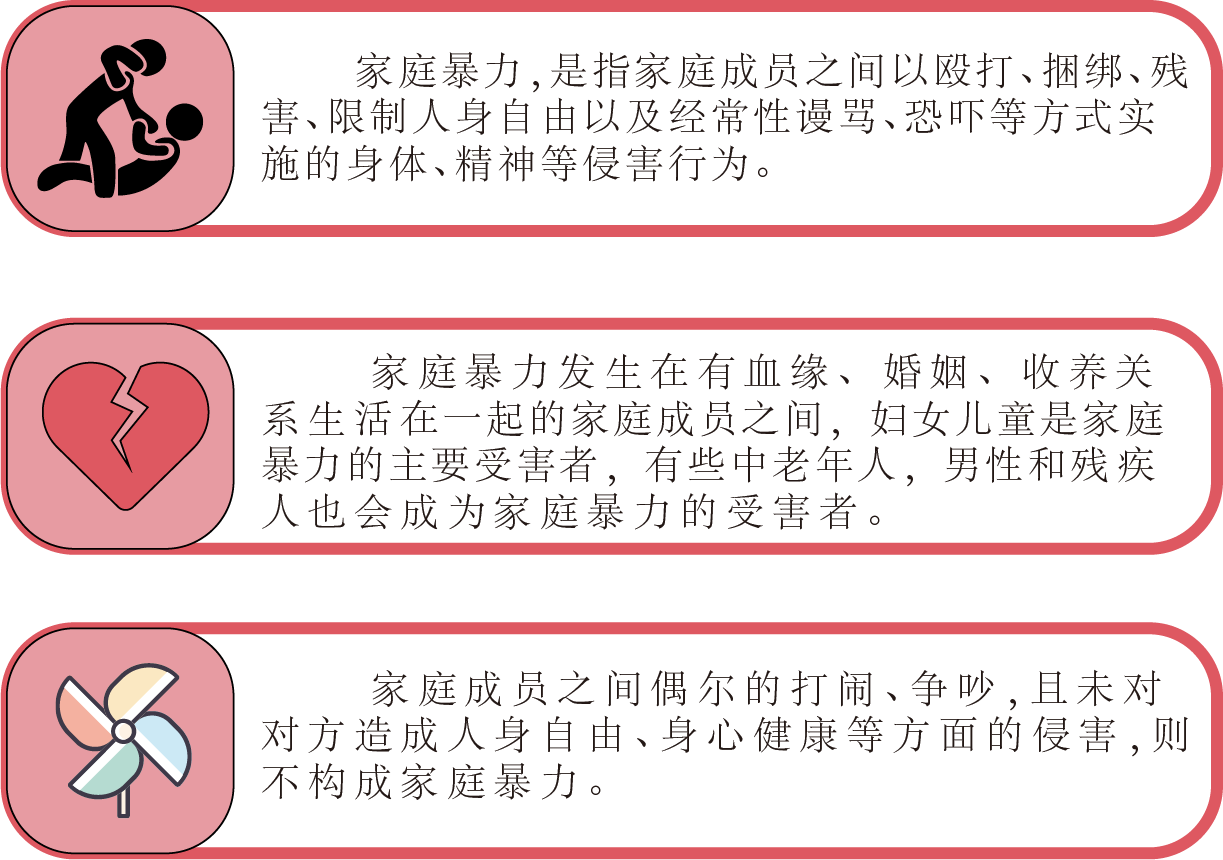 家庭暴力,是指家庭成员之间以殴打、捆绑、残
害、限制人身自由以及经常性谩骂、恐吓等方式实
施的身体、精神等侵害行为。
家庭暴力发生在有血缘、婚姻、收养关
系生活在一起的家庭成员之间，妇女儿童是家庭
暴力的主要受害者，有些中老年人，男性和残疾
人也会成为家庭暴力的受害者。
家庭成员之间偶尔的打闹、争吵,且未对
对方造成人身自由、身心健康等方面的侵害,则
不构成家庭暴力。